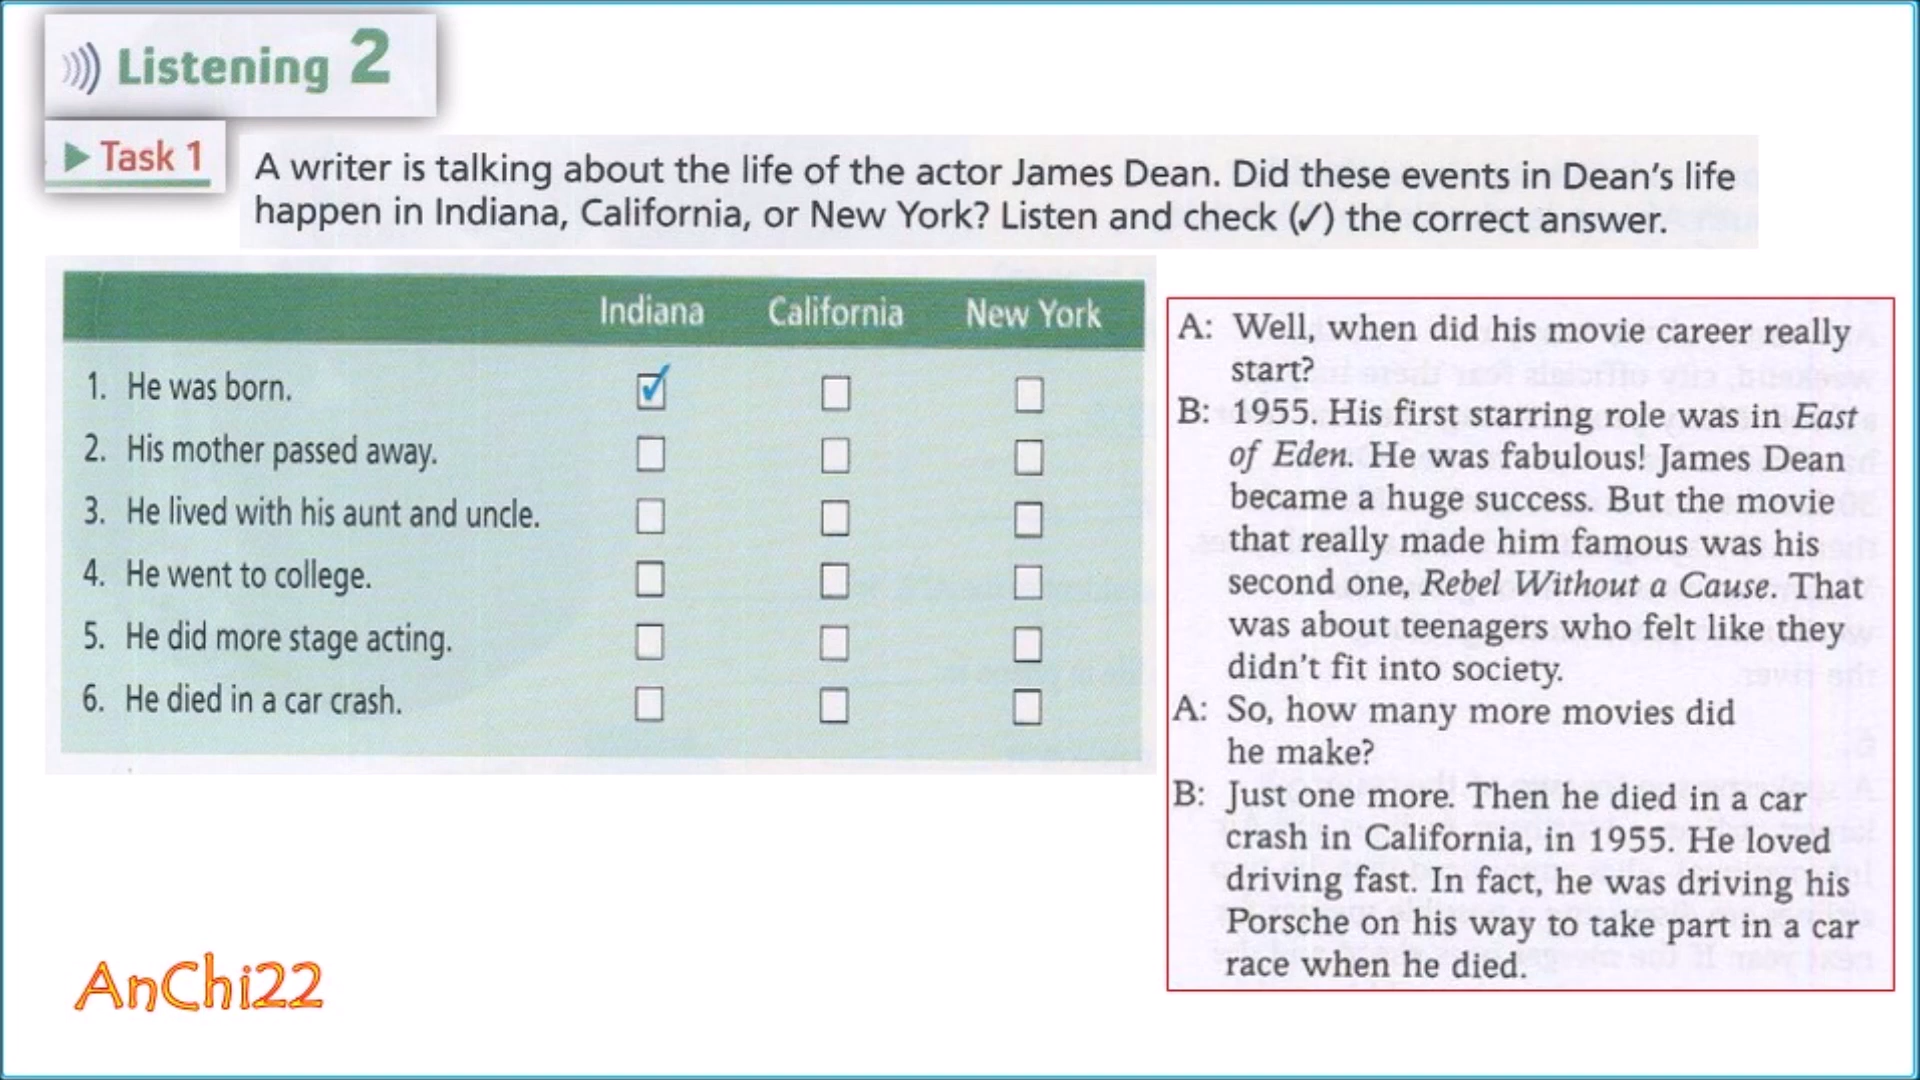 Listening 2
Task 1
A writer is talking about the life of the actor James Dean. Did these events in Dean's life
happen in Indiana, California, or New York? Listen and check (✓) the correct answer.
Indiana California New York
1. He was born.
2. His mother passed away.
3. He lived with his aunt and uncle.
4. He went to college.
5. He did more stage acting.
6. He died in a car crash.
A: Well, when did his movie career really
start?
B: 1955. His first starring role was in East
of Eden. He was fabulous! James Dean
became a huge success. But the movie
that really made him famous was his
second one, Rebel Without a Cause. That
was about teenagers who felt like they
didn't fit into society.
A: So, how many more movies did
he make?
B: Just one more. Then he died in a car
crash in California, in 1955. He loved
driving fast. In fact, he was driving his
Porsche on his way to take part in a car
race when he died.
AnChi22